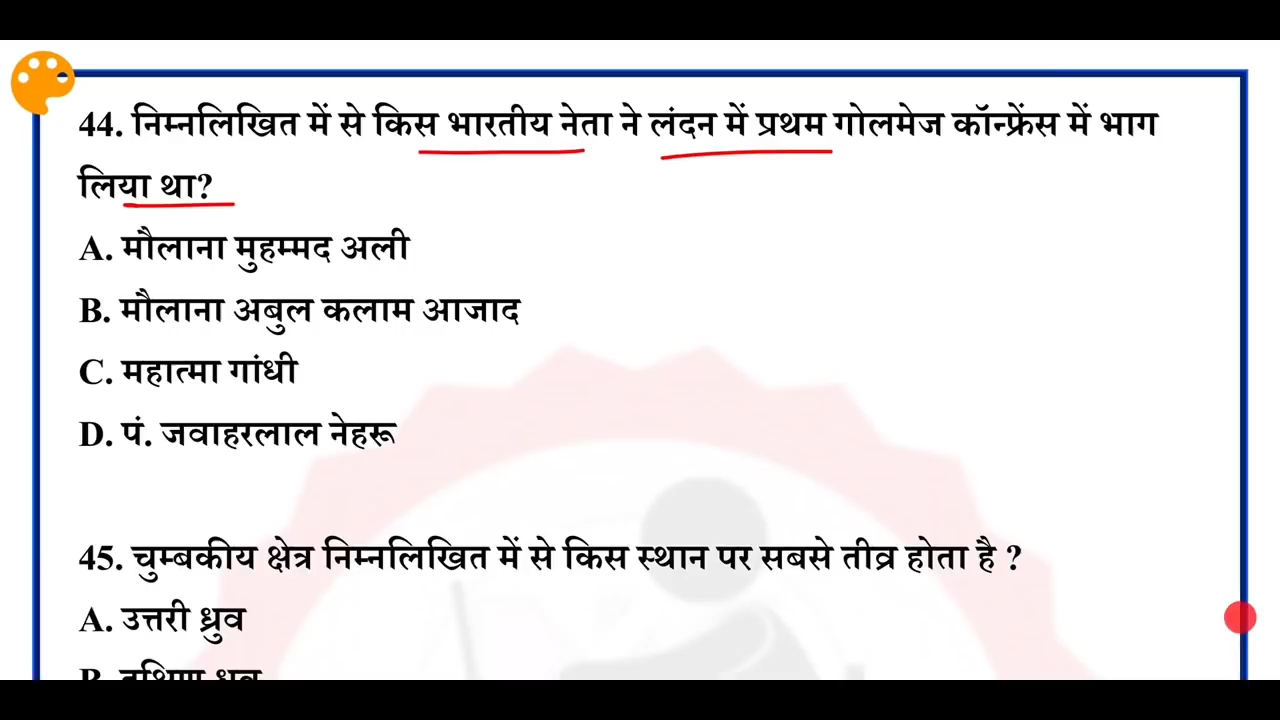 44. निम्नलिखित में से किस भारतीय नेता ने लंदन में प्रथम गोलमेज कॉन्फ्रेंस में भाग
लिया था?
A. मौलाना मुहम्मद अली
B. मौलाना अबुल कलाम आजाद
C. महात्मा गांधी
D. पं. जवाहरलाल नेहरू
45. चुम्बकीय क्षेत्र निम्नलिखित में से किस स्थान पर सबसे तीव्र होता है ?
A. उत्तरी ध्रुव